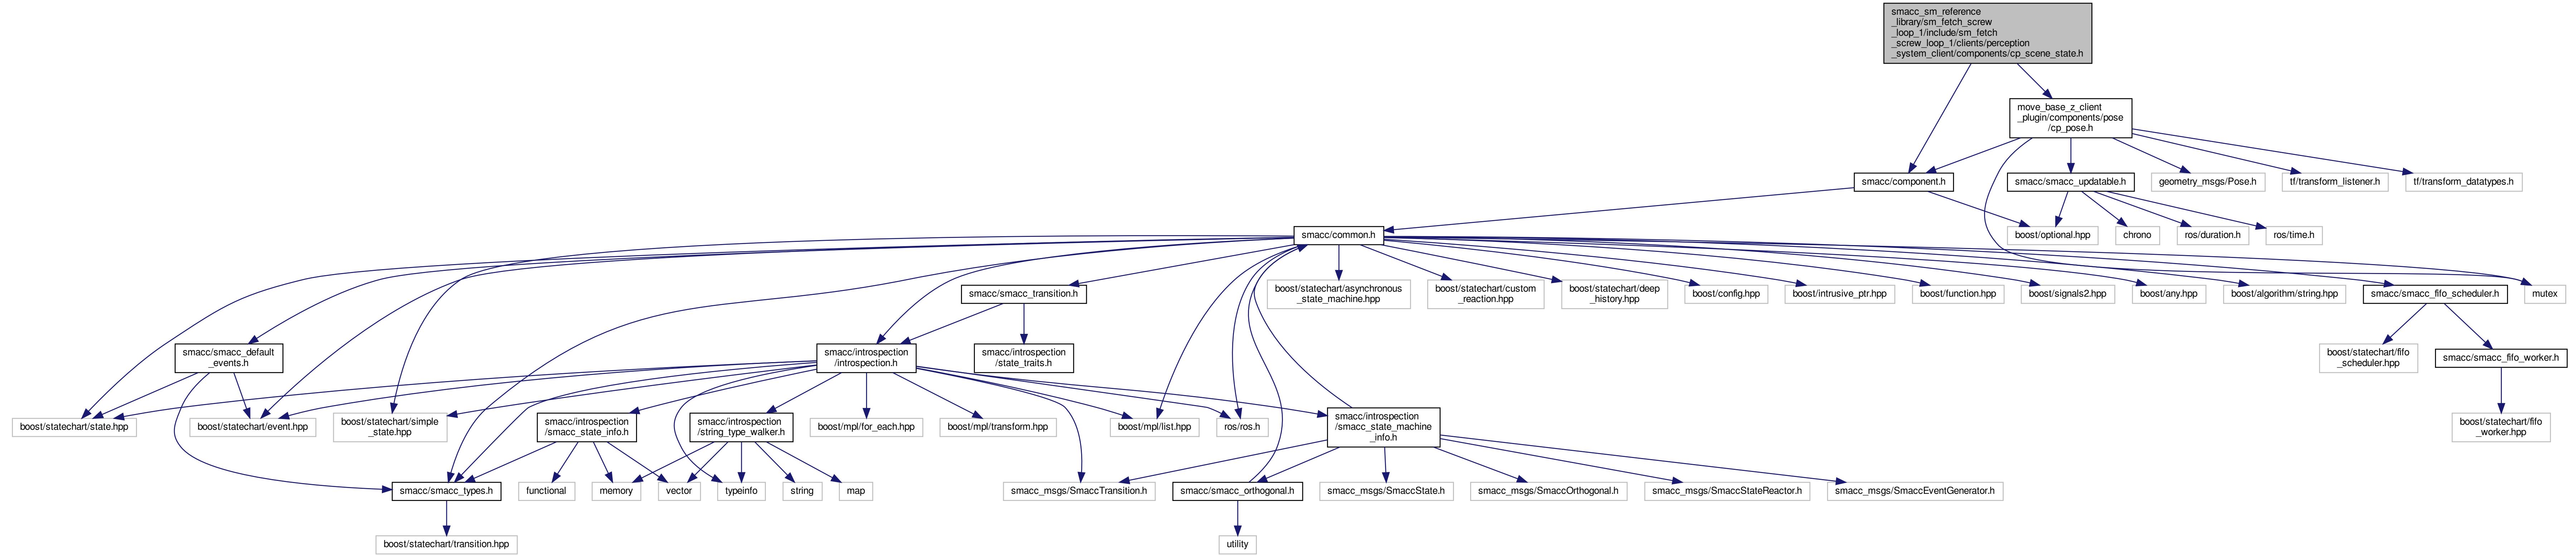 smacc_sm_reference
_library/sm_fetch_screw
_loop_1/include/sm_fetch
_screw_loop_1/clients/perception
_system_client/components/cp_scene_state.h
move_base_z_client
_plugin/components/pose
/cp_pose.h
smacc/component.h
smacc/smacc_updatable.h
geometry_msgs/Pose.h
tf/transform_listener.h
tf/transform_datatypes.h
smacc/common.h
boost/optional.hpp
chrono
ros/duration.h
ros/time.h
smacc/smacc_transition.h
boost/statechart/asynchronous
_state_machine.hpp
boost/statechart/custom
_reaction.hpp
boost/statechart/deep
_history.hpp
boost/config.hpp
boost/intrusive_ptr.hpp
boost/function.hpp
boost/signals2.hpp
boost/any.hpp
boost/algorithm/string.hpp
smacc/smacc_fifo_scheduler.h
mutex
smacc/smacc_default
_events.h
smacc/introspection
/introspection.h
smacc/introspection
/state_traits.h
boost/statechart/fifo
_scheduler.hpp
smacc/smacc_fifo_worker.h
boost/statechart/state.hpp
boost/statechart/event.hpp
boost/statechart/simple
_state.hpp
smacc/introspection
/smacc_state_info.h
smacc/introspection
/string_type_walker.h
boost/mpl/for_each.hpp
boost/mpl/transform.hpp
boost/mpl/list.hpp
ros/ros.h
smacc/introspection
/smacc_state_machine
_info.h
boost/statechart/fifo
_worker.hpp
smacc/smacc_types.h
functional
memory
vector
typeinfo
string
map
smacc_msgs/SmaccTransition.h
smacc/smacc_orthogonal.h
smacc_msgs/SmaccState.h
smacc_msgs/SmaccOrthogonal.h
smacc_msgs/SmaccStateReactor.h
smacc_msgs/SmaccEventGenerator.h
boost/statechart/transition.hpp
utility